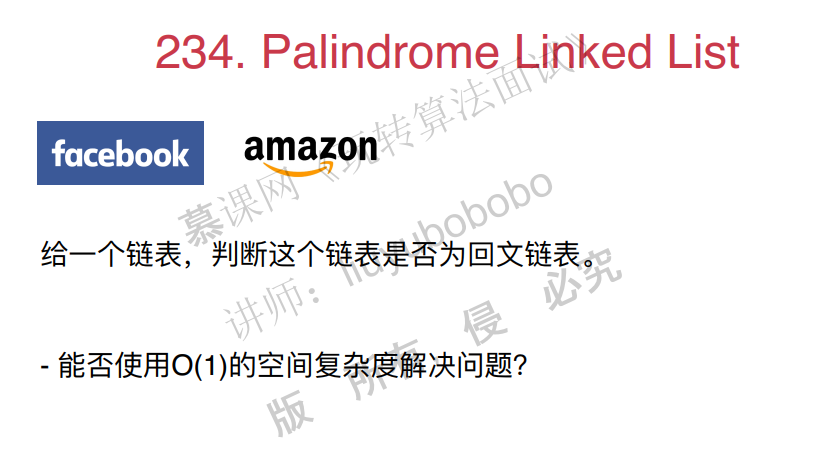 234. Palindrome Linked List
facebook
amazon
慕课网《玩转算法面试》
给一个链表，判断这个链表是否为回文链表。
讲师：liuyubobobo
- 能否使用O(1)的空间复杂度解决问题？
版 所有，侵 必究